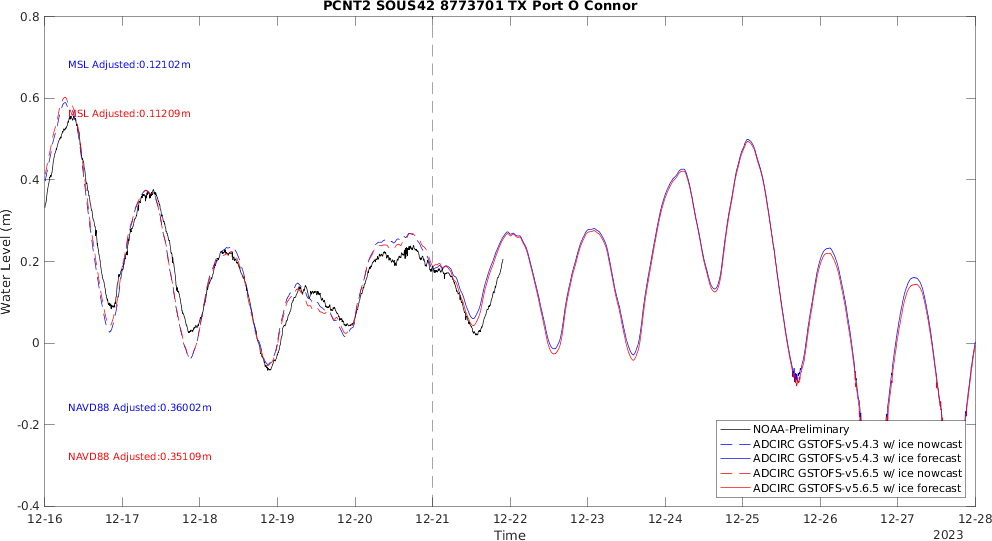 PCNT2 SOUS42 8773701 TX Port O Connor
0.8
0.6
0.4
0.2
0
-0.2
-0.4
Water Level (m)
MSL Adjusted:0.12102m
MSL Adjusted:0.11209m
NAVD88 Adjusted:0.36002m
NAVD88 Adjusted:0.35109m
NOAA-Preliminary
ADCIRC GSTOFS-v5.4.3 w/ ice nowcast
ADCIRC GSTOFS-v5.4.3 w/ ice forecast
ADCIRC GSTOFS-v5.6.5 w/ ice nowcast
ADCIRC GSTOFS-v5.6.5 w/ ice forecast
12-16 12-17 12-18 12-19 12-20 12-21 12-22 12-23 12-24 12-25 12-26 12-27 12-28
Time
2023